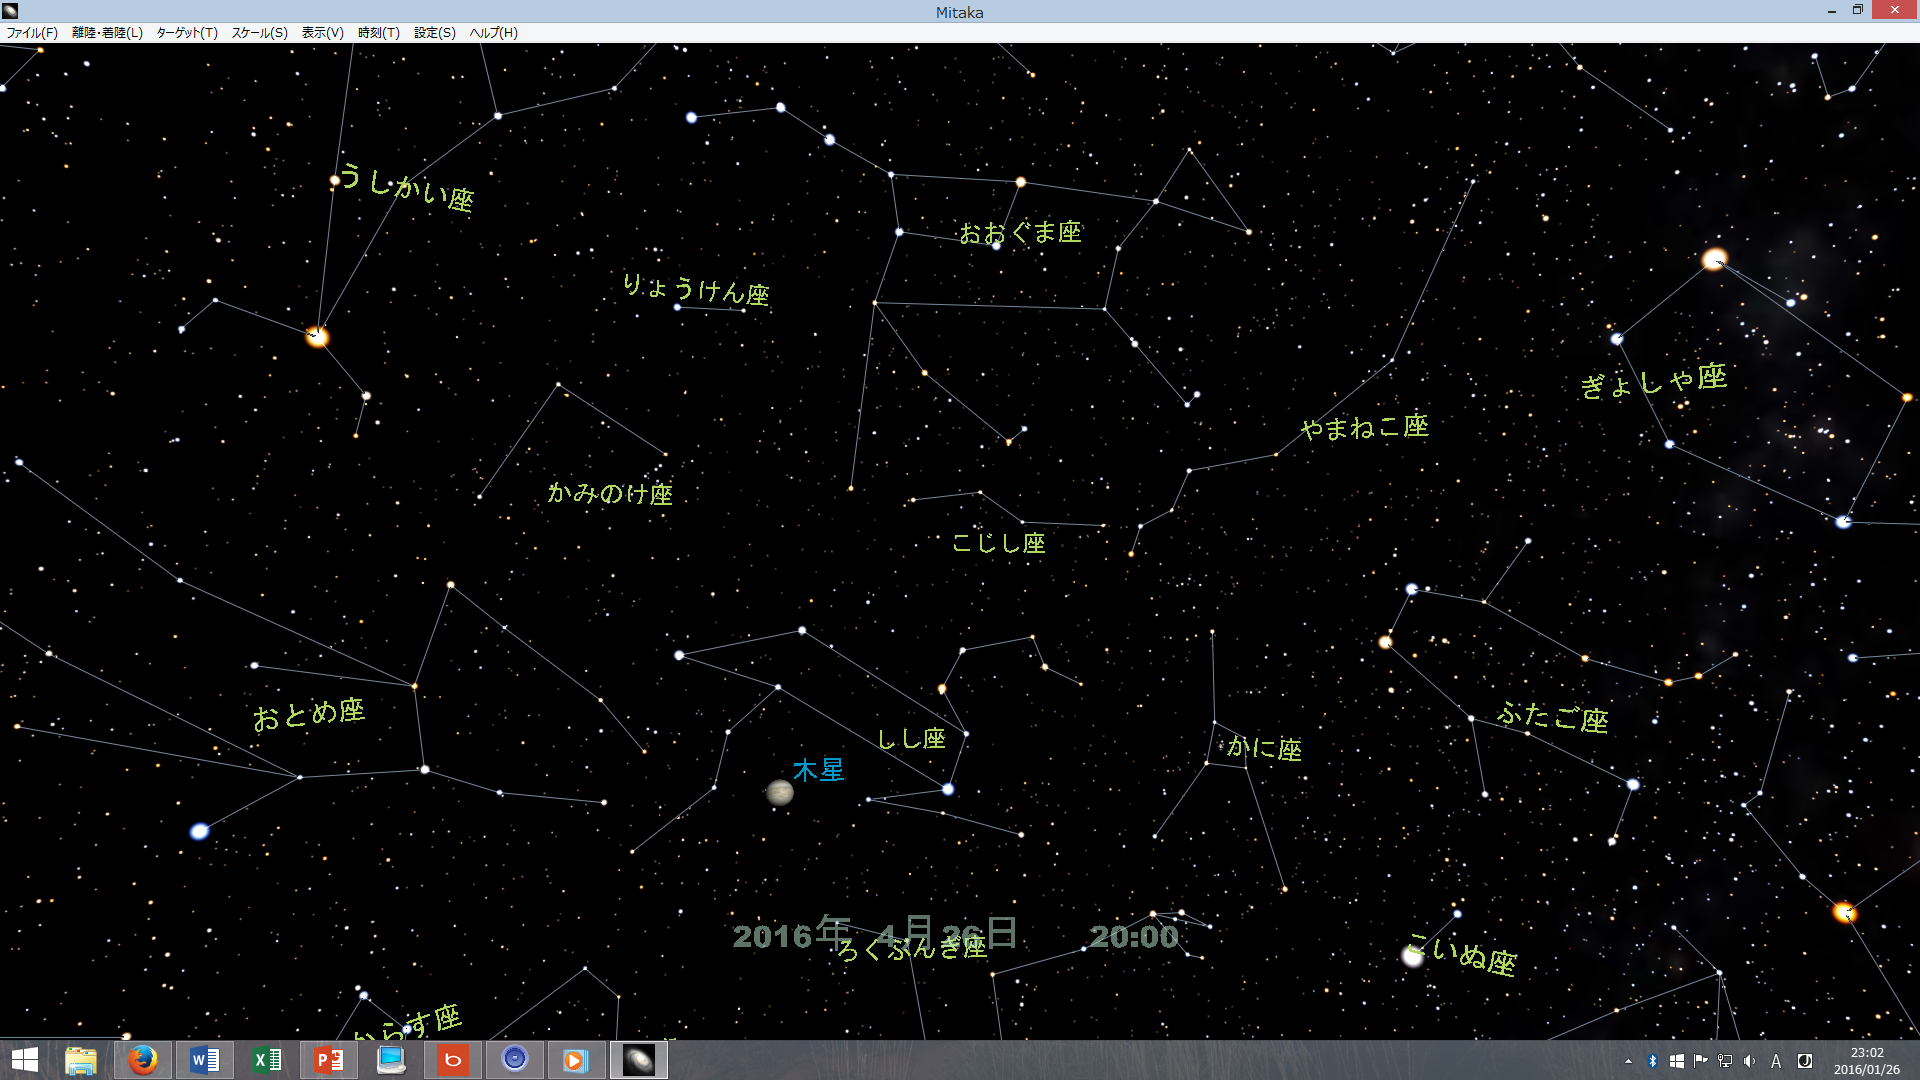 Mitaka
ファイル(F) 離陸・着陸(L) ターゲット(T) スケール(S) 表示(V) 時刻(T) 設定(S) ヘルプ(H)
うしかい座
おおぐま座
りょうけん座
ぎょしゃ座
やまねこ座
かみのけ座
こじし座
おとめ座
しし座
かに座
ふたご座
木星
2016年 4月26日 20:00
ろくぶんぎ座
こいぬ座
からす座
23:02
2016/01/26